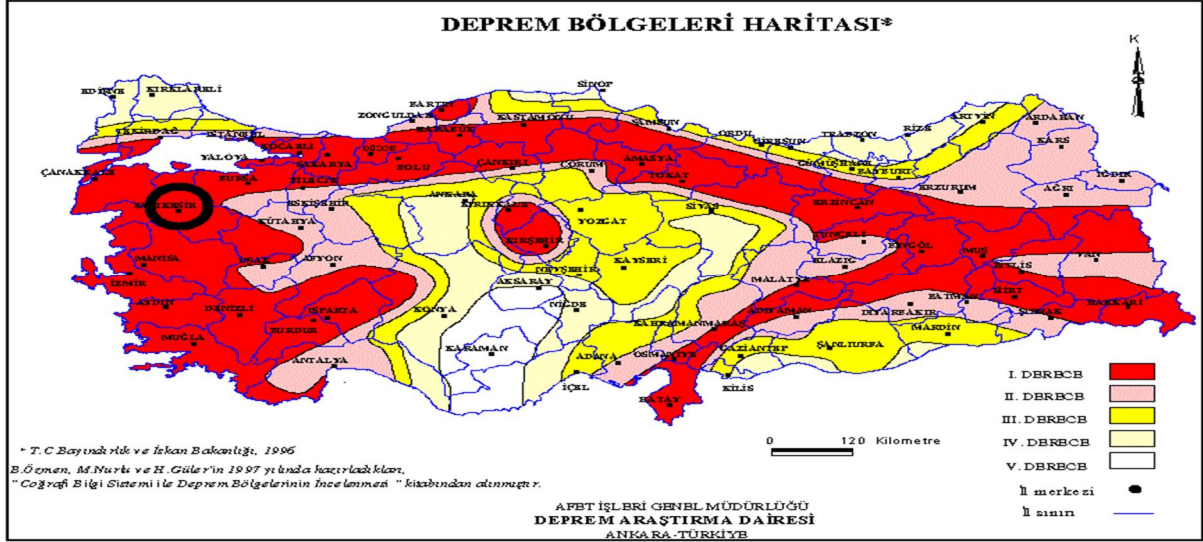 DEPREM BÖLGELERİ HARİTASI*
K
SİNOP
EDİRNE KIRKLARELİ
BARTIN
ZONGULDAK KASTAMONU
KARABÜK SAMSUN
TEKİRDAĞ İSTANBUL
ORDU GİRESUN TRABZON RİZE ARTVİN ARDAHAN
KARS
KOCAELİ
YALOVA SAKARYA DÜZCE BOLU ÇANKIRI ÇORUM AMASYA TOKAT
GÜMÜŞHANE BAYBURT
ÇANAKKALE BURSA BİLECİK
ERZURUM AĞRI IĞDIR
BALIKESİR ESKİŞEHİR ANKARA KIRIKKALE YOZGAT SİVAS ERZİNCAN
KÜTAHYA
KIRŞEHİR
TUNCELİ BİNGÖL MUŞ
MANİSA UŞAK AFYON NEVŞEHİR KAYSERİ ELAZIĞ BİTLİS VAN
İZMİR AKSARAY MALATYA
AYDIN DENİZLİ ISPARTA KONYA NİĞDE ADIYAMAN DİYARBAKIR BATMAN SİİRT HAKKARİ
BURDUR KAHRAMANMARAŞ ŞIRNAK
MUĞLA KARAMAN MARDİN
ANTALYA ADANA OSMANİYE GAZİANTEP ŞANLIURFA
İÇEL KİLİS
HATAY
I. DERECE
II. DERECE
III. DERECE
IV. DERECE
V. DERECE
İl merkezi
İl sınırı
0 120 Kilometre
* T.C Bayındırlık ve İskan Bakanlığı, 1996
B.Özmen, M.Nurlu ve H.Güler'in 1997 yılında hazırladıkları,
"Coğrafi Bilgi Sistemi ile Deprem Bölgelerinin İncelenmesi " kitabından alınmıştır.
AFET İŞLERİ GENEL MÜDÜRLÜĞÜ
DEPREM ARAŞTIRMA DAİRESİ
ANKARA-TÜRKİYE